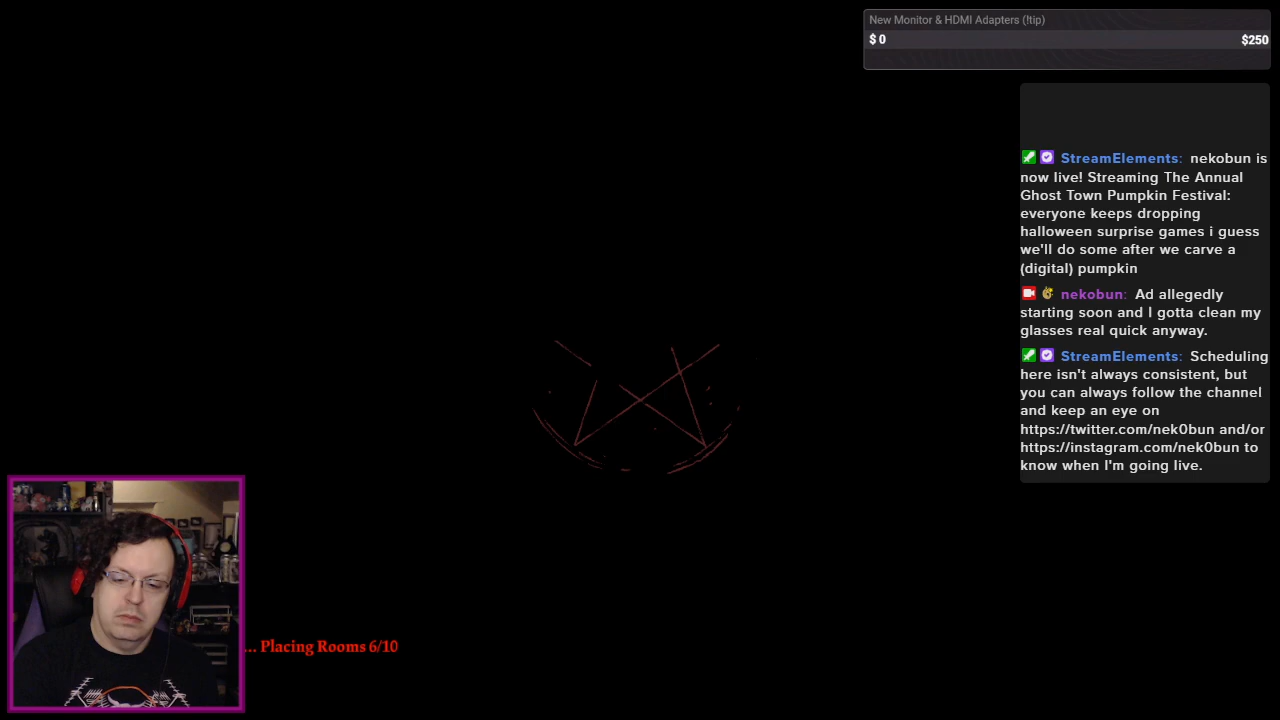 New Monitor & HDMI Adapters (!tip)
$ 0 $250
StreamElements: nekobun is
now live! Streaming The Annual
Ghost Town Pumpkin Festival:
everyone keeps dropping
halloween surprise games i guess
we'll do some after we carve a
(digital) pumpkin
nekobun: Ad allegedly
starting soon and I gotta clean my
glasses real quick anyway.
StreamElements: Scheduling
here isn't always consistent, but
you can always follow the channel
and keep an eye on
https://twitter.com/nek0bun and/or
https://instagram.com/nek0bun to
know when I'm going live.
... Placing Rooms 6/10